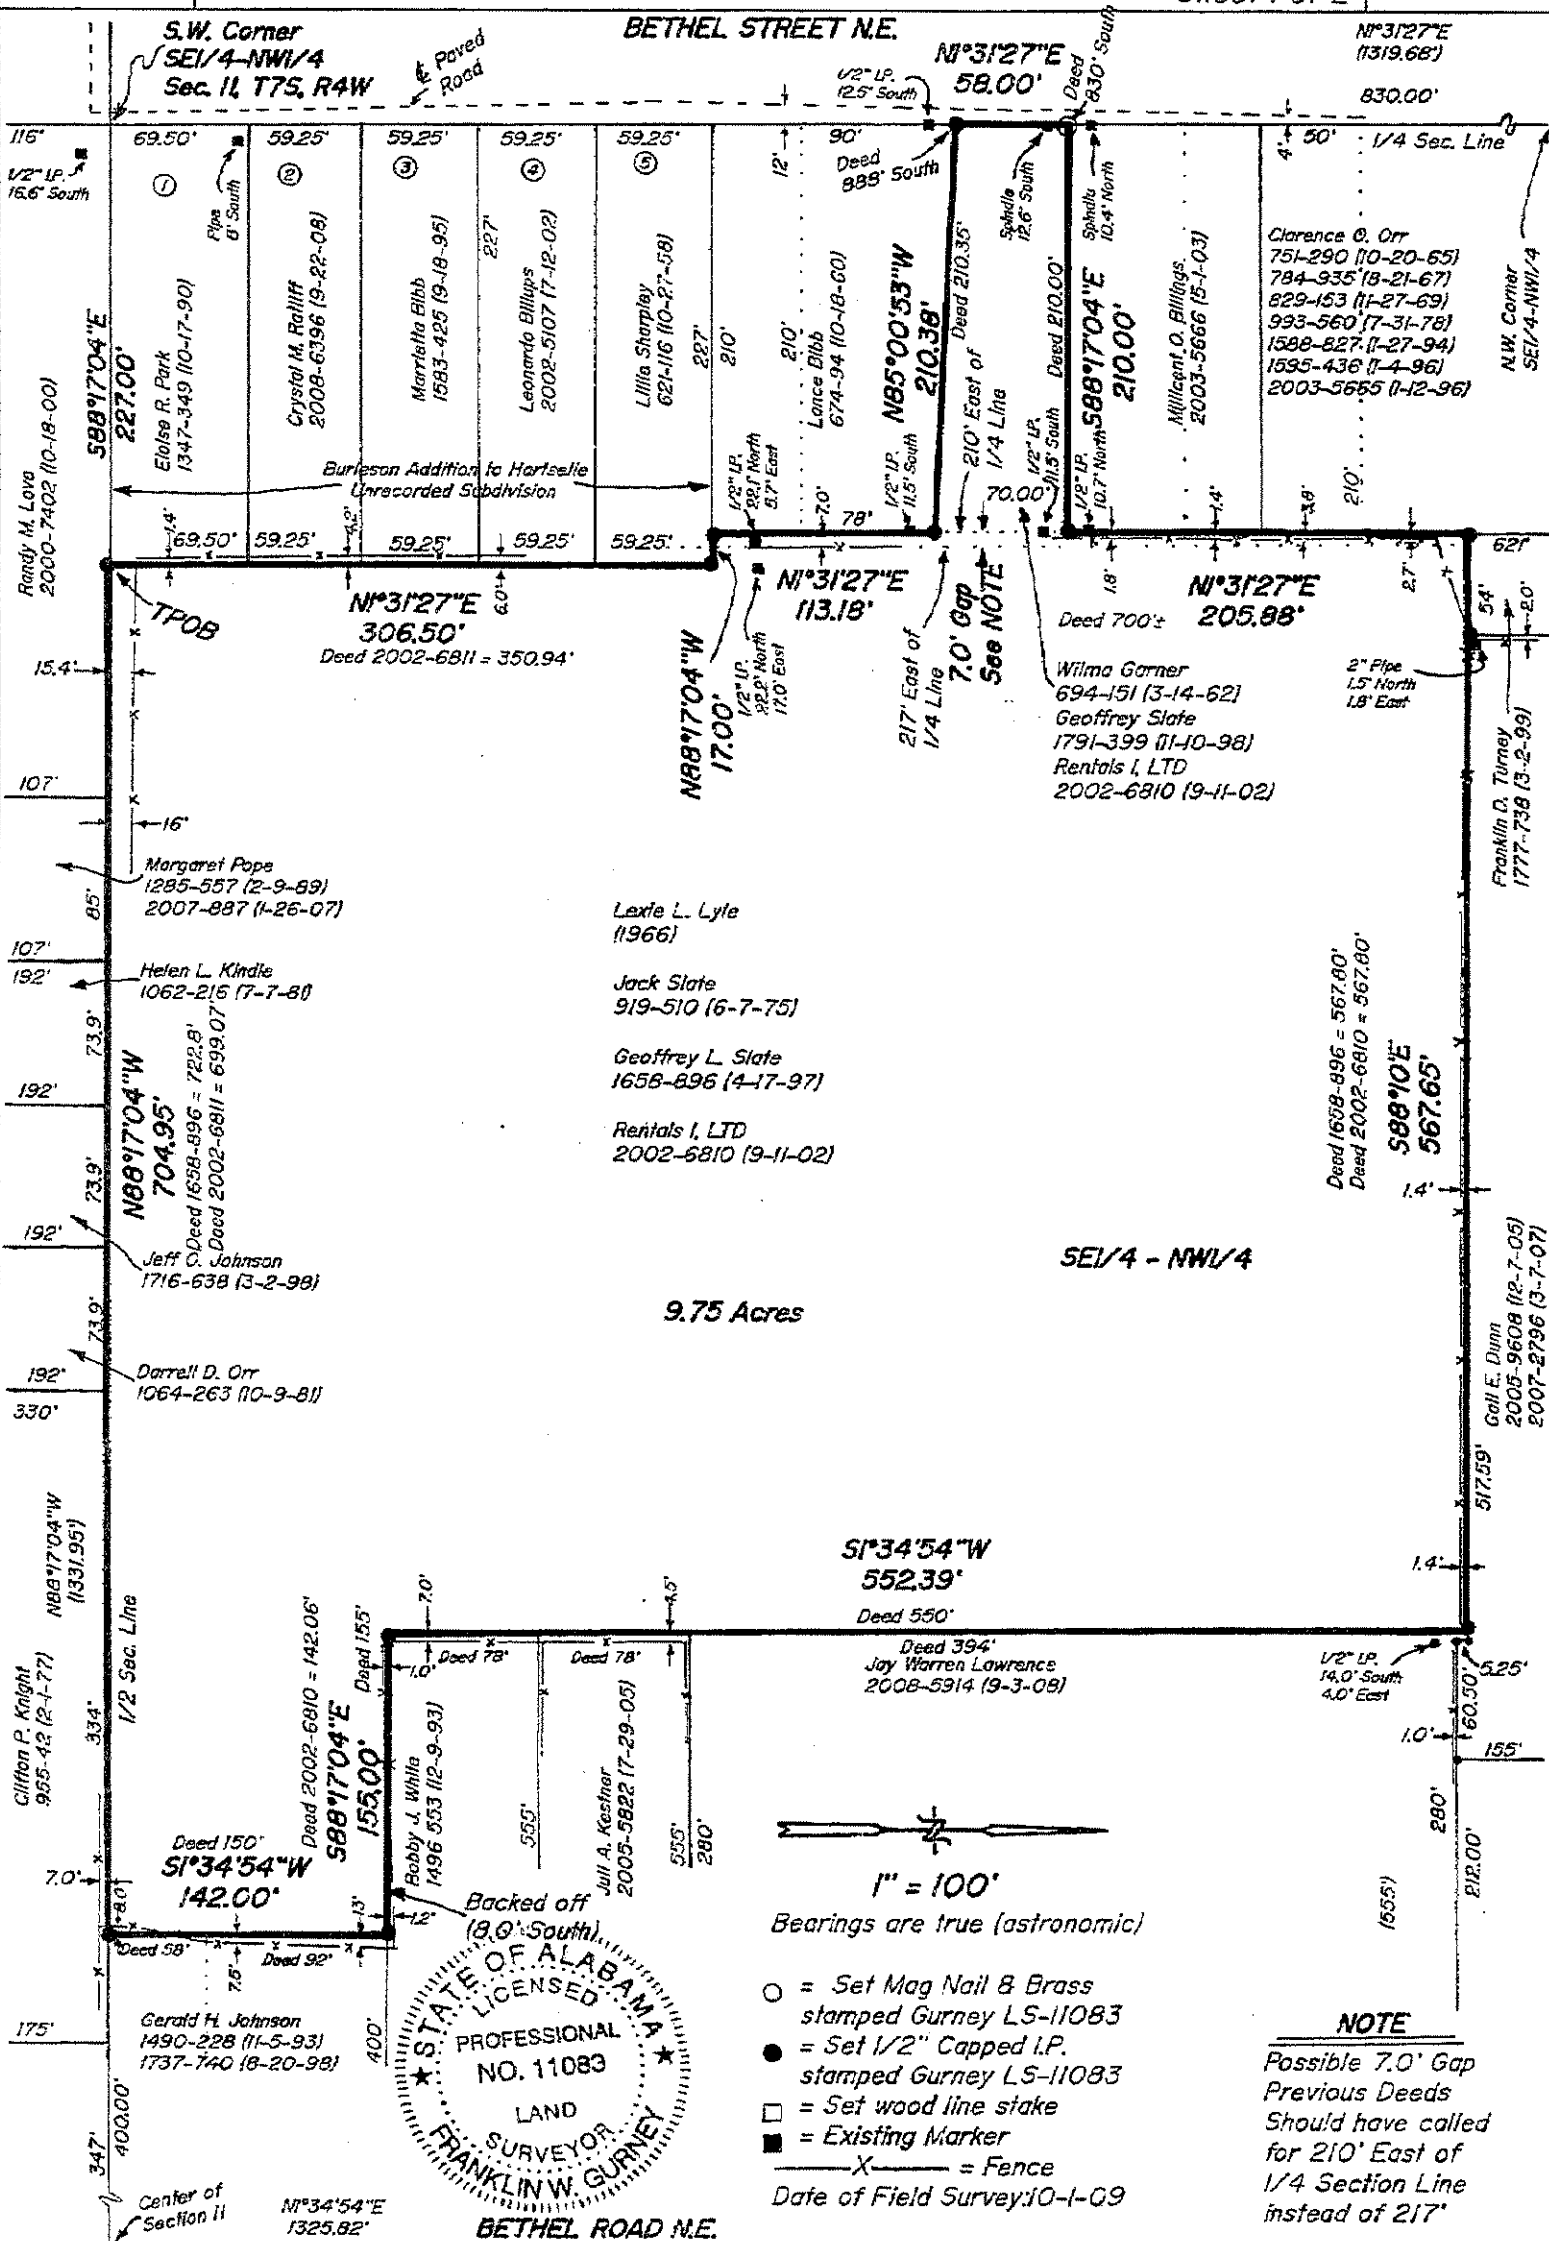 S.W. Corner
SE1/4-NW1/4
Sec. 11, T7S, R4W
BETHEL STREET N.E.
℄ Paved
Road
1/2" I.P.
12.5' South
N1°31'27"E
58.00'
Deed
830' South
N1°31'27"E
(1319.68')
830.00'
116'
1/2" I.P.
16.6' South
69.50'
59.25'
59.25'
59.25'
59.25'
1
2
3
4
5
Pipe
8' South
12'
90'
Deed
888' South
Spindle
12.6' South
Spindle
10.4' North
4'
50'
1/4 Sec. Line
N.W. Corner
SE1/4-NW1/4
Randy M. Love
2000-7402 (10-18-00)
S88°17'04"E
227.00'
Eloise R. Park
1347-349 (10-17-90)
Crystal M. Ratliff
2008-6396 (9-22-08)
Marrietta Bibb
1583-425 (9-18-95)
227'
Leonardo Billups
2002-5107 (7-12-02)
Lillie Sharpley
621-116 (10-27-58)
227'
210'
210'
Lance Bibb
674-94 (10-18-60)
N85°00'53"W
210.38'
Deed 210.35'
210' East of
1/4 Line
Deed 210.00'
S88°17'04"E
210.00'
Millicent O. Billings
2003-5666 (5-1-03)
Clarence O. Orr
751-290 (10-20-65)
784-935 (8-21-67)
829-153 (11-27-69)
993-560 (7-31-78)
1588-827 (1-27-94)
1595-436 (1-4-96)
2003-5665 (1-12-96)
210'
Burleson Addition to Hartselle
Unrecorded Subdivision
1/2" I.P.
22.1' North
5.7' East
1/2" I.P.
11.5' South
1/2" I.P.
11.5' South
1/2" I.P.
10.7' North
1.4'
69.50'
4.2'
59.25'
59.25'
59.25'
59.25'
7.0'
78'
70.00'
1.4'
3.8'
621'
TPOB
N1°31'27"E
306.50'
Deed 2002-6811 = 350.94'
6.0'
N88°17'04"W
17.00'
1/2" I.P.
22.2' North
17.0' East
N1°31'27"E
113.18'
217' East of
1/4 Line
7.0' Gap
See NOTE
1.8'
Deed 700'±
N1°31'27"E
205.88'
2.7'
54'
2.0'
2" Pipe
1.5' North
1.8' East
Wilma Garner
694-151 (3-14-62)
Geoffrey Slate
1791-399 (11-10-98)
Rentals I, LTD
2002-6810 (9-11-02)
Franklin D. Turney
1777-738 (3-2-99)
15.4'
107'
16'
Margaret Pope
1285-557 (2-9-89)
2007-887 (1-26-07)
85'
107'
192'
Helen L. Kindle
1062-216 (7-7-81)
73.9'
192'
N88°17'04"W
704.95'
Deed 1658-896 = 722.8'
Deed 2002-6811 = 699.07'
73.9'
192'
Jeff O. Johnson
1716-638 (3-2-98)
73.9'
192'
Darrell D. Orr
1064-263 (10-9-81)
330'
Lexie L. Lyle
(1966)
Jack Slate
919-510 (6-7-75)
Geoffrey L. Slate
1658-896 (4-17-97)
Rentals I, LTD
2002-6810 (9-11-02)
9.75 Acres
SE1/4 - NW1/4
Deed 1658-896 = 567.80'
Deed 2002-6810 = 567.80'
S88°10'E
567.65'
1.4'
Gail E. Dunn
2005-9608 (12-7-05)
2007-2796 (3-7-07)
517.59'
1.4'
Clifton P. Knight
955-42 (2-1-77)
N88°17'04"W
(1331.95')
334'
1/2 Sec. Line
S1°34'54"W
552.39'
Deed 550'
Deed 394'
Jay Warren Lawrence
2008-5914 (9-3-08)
7.0'
4.5'
Deed 78'
Deed 78'
1.0'
Deed 155'
Deed 2002-6810 = 142.06'
S88°17'04"E
155.00'
Bobby J. White
1496 553 (12-9-93)
555'
Juli A. Kestner
2005-5822 (7-29-05)
555'
280'
1/2" I.P.
14.0' South
4.0' East
5.25'
60.50'
1.0'
155'
280'
212.00'
(555')
Deed 150'
S1°34'54"W
142.00'
7.0'
8.0'
13'
1.2'
Backed off
(8.0' South)
Deed 58'
Deed 92'
7.5'
Gerald H. Johnson
1490-228 (11-5-93)
1737-740 (8-20-98)
175'
400'
347'
400.00'
Center of
Section 11
N1°34'54"E
1325.82'
BETHEL ROAD N.E.
STATE OF ALABAMA
LICENSED
PROFESSIONAL
NO. 11083
LAND
SURVEYOR
FRANKLIN W. GURNEY
1" = 100'
Bearings are true (astronomic)
= Set Mag Nail & Brass
stamped Gurney LS-11083
= Set 1/2" Capped I.P.
stamped Gurney LS-11083
= Set wood line stake
= Existing Marker
X = Fence
Date of Field Survey:10-1-09
NOTE
Possible 7.0' Gap
Previous Deeds
Should have called
for 210' East of
1/4 Section Line
instead of 217'